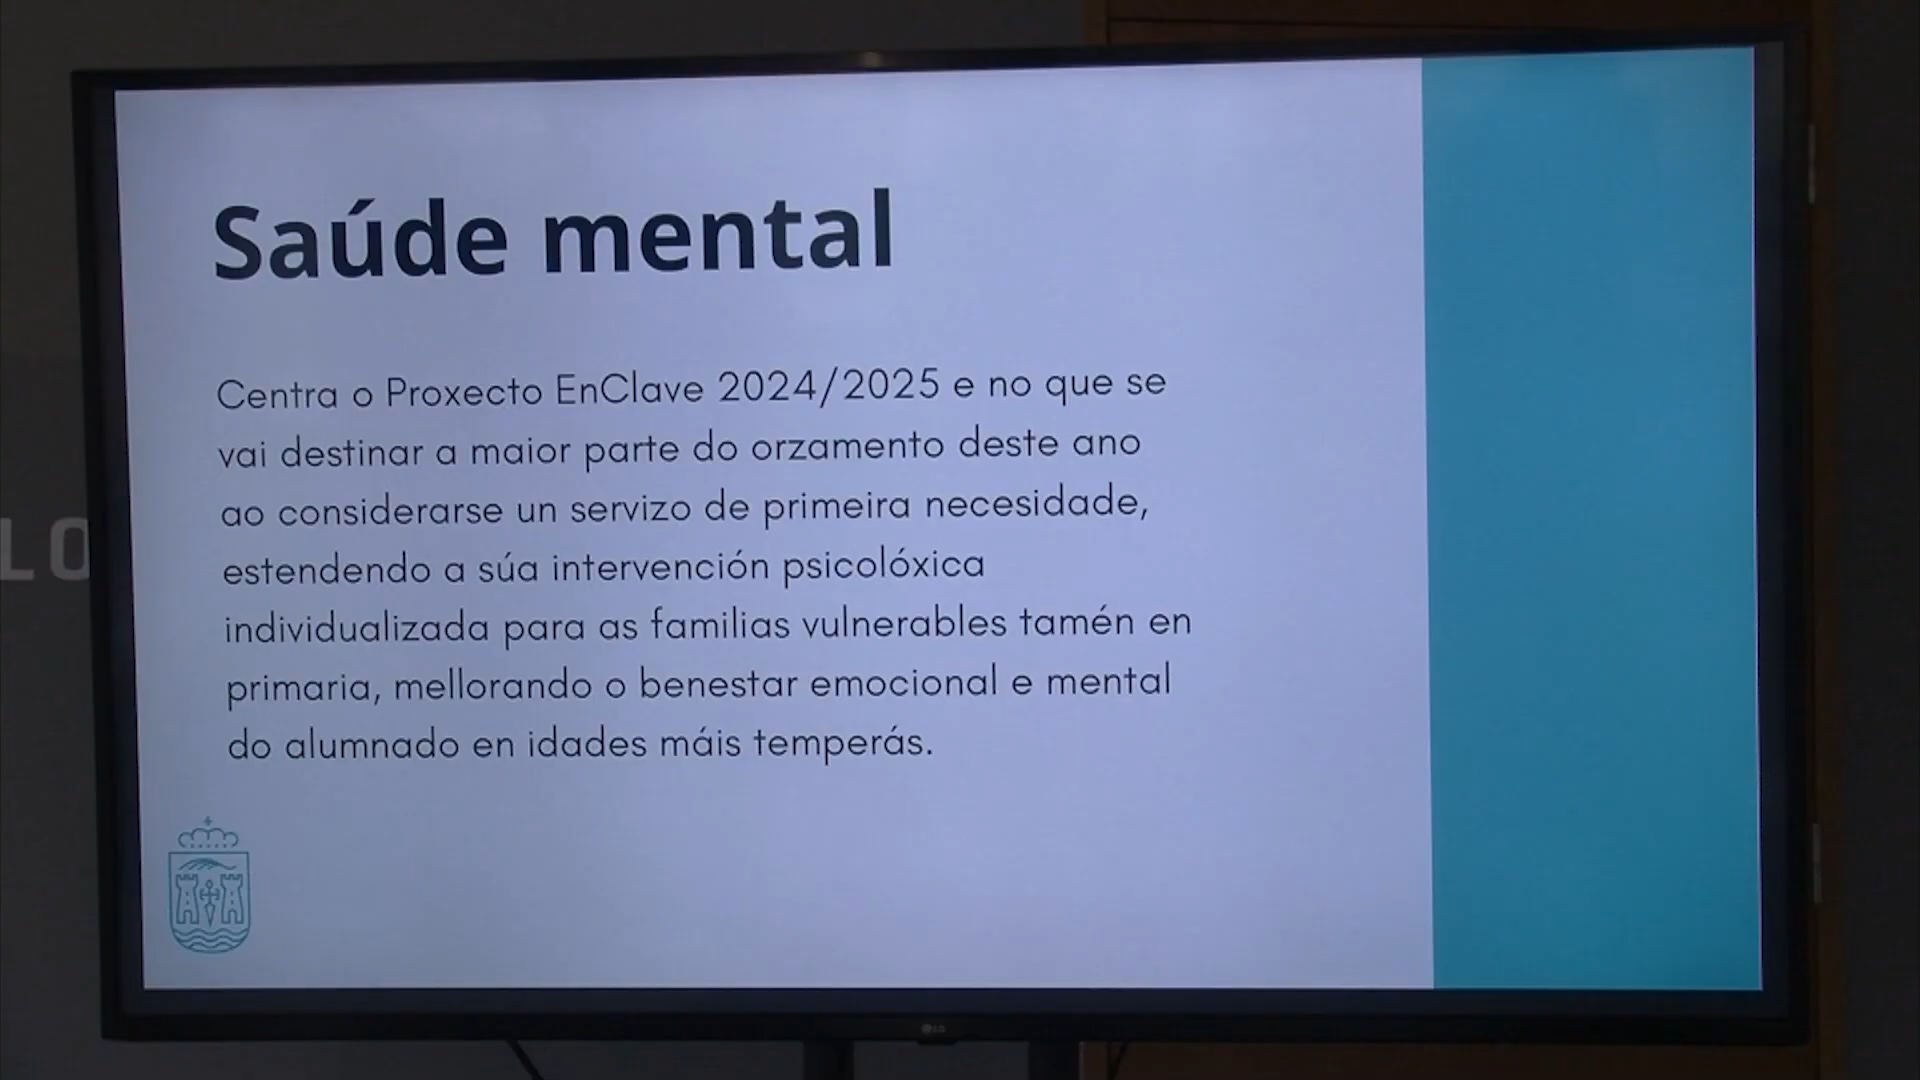 Saúde mental
Centra o Proxecto EnClave 2024/2025 e no que se
vai destinar a maior parte do orzamento deste ano
ao considerarse un servizo de primeira necesidade,
estendendo a súa intervención psicolóxica
individualizada para as familias vulnerables tamén en
primaria, mellorando o benestar emocional e mental
do alumnado en idades máis temperás.
LO
LG